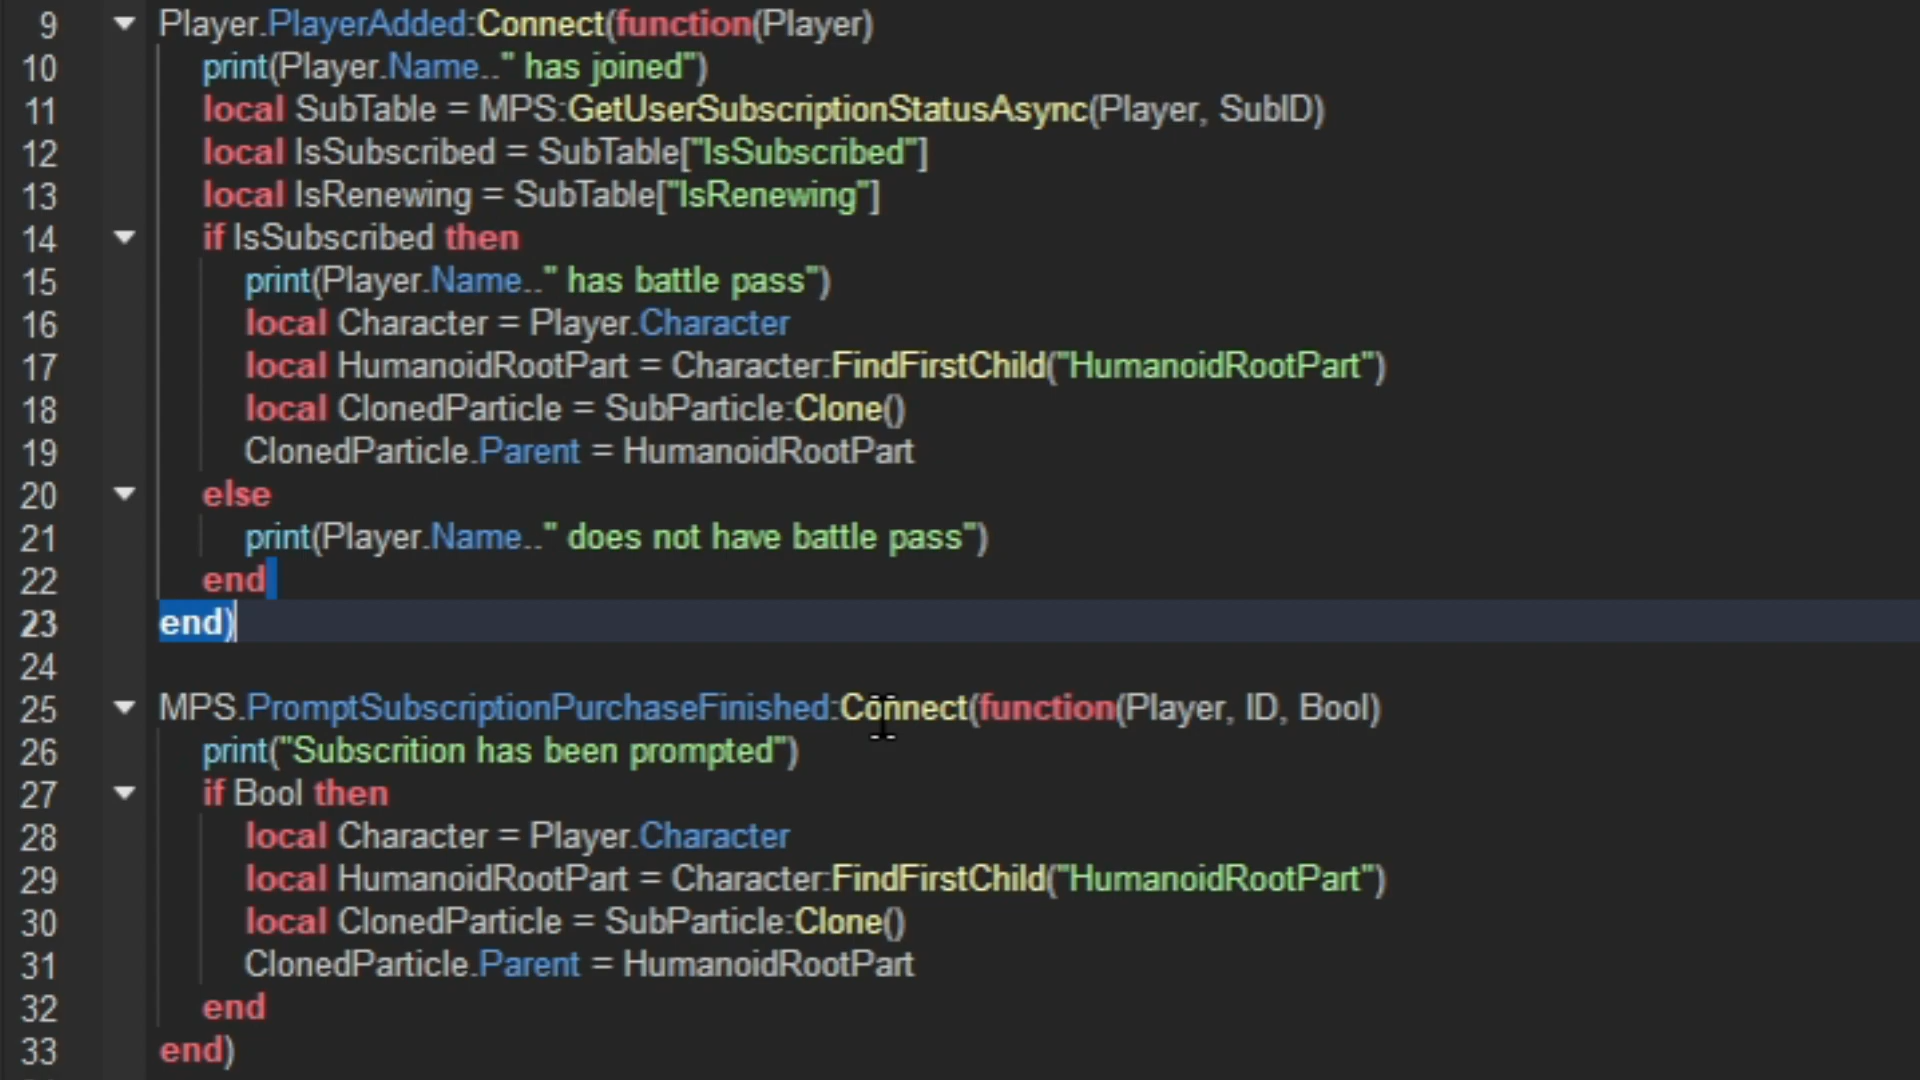 9 Player.PlayerAdded:Connect(function(Player)
10 print(Player.Name.." has joined")
11 local SubTable = MPS:GetUserSubscriptionStatusAsync(Player, SubID)
12 local IsSubscribed = SubTable["IsSubscribed"]
13 local IsRenewing = SubTable["IsRenewing"]
14 if IsSubscribed then
15 print(Player.Name.." has battle pass")
16 local Character = Player.Character
17 local HumanoidRootPart = Character:FindFirstChild("HumanoidRootPart")
18 local ClonedParticle = SubParticle:Clone()
19 ClonedParticle.Parent = HumanoidRootPart
20 else
21 print(Player.Name.." does not have battle pass")
22 end
23 end)
24
25 MPS.PromptSubscriptionPurchaseFinished:Connect(function(Player, ID, Bool)
26 print("Subscrition has been prompted")
27 if Bool then
28 local Character = Player.Character
29 local HumanoidRootPart = Character:FindFirstChild("HumanoidRootPart")
30 local ClonedParticle = SubParticle:Clone()
31 ClonedParticle.Parent = HumanoidRootPart
32 end
33 end)